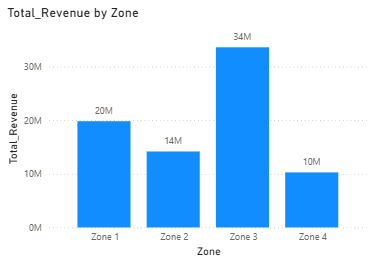 Total_Revenue by Zone
34M
30M
20M
20M
14M
10M
10M
0M
Zone 1 Zone 2 Zone 3 Zone 4
Zone
Total_Revenue